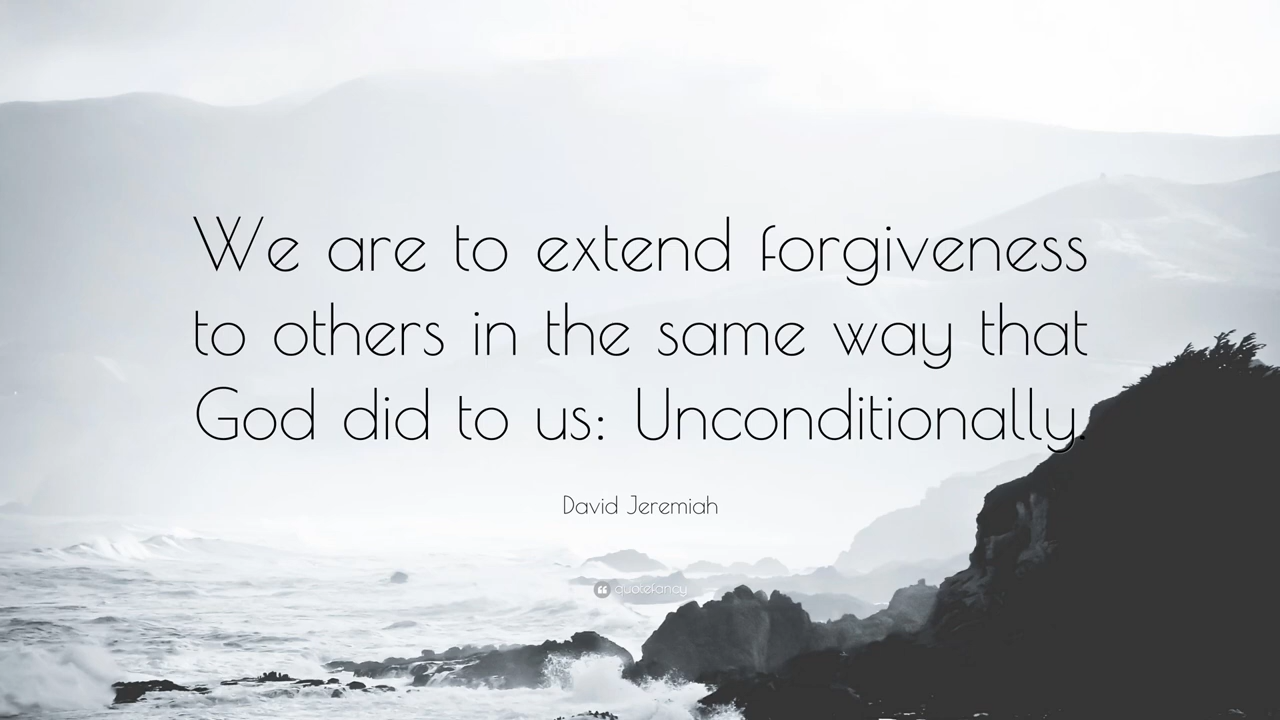 We are to extend forgiveness
to others in the same way that
God did to us: Unconditionally.
David Jeremiah
quotefancy